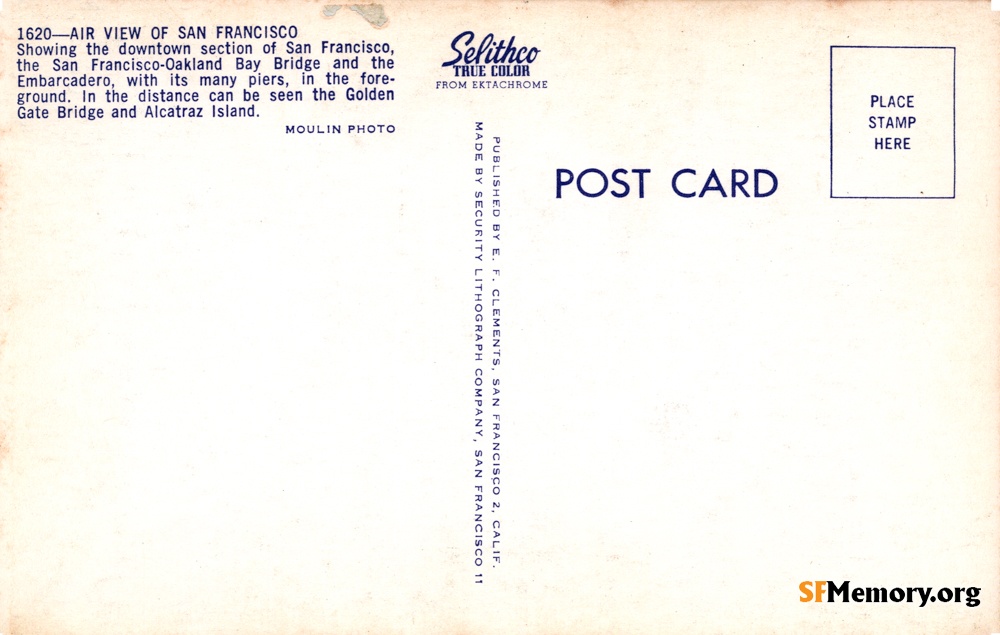 1620—AIR VIEW OF SAN FRANCISCO
Showing the downtown section of San Francisco,
the San Francisco-Oakland Bay Bridge and the
Embarcadero, with its many piers, in the fore-
ground. In the distance can be seen the Golden
Gate Bridge and Alcatraz Island.
MOULIN PHOTO
Selithco
TRUE COLOR
FROM EKTACHROME
PUBLISHED BY E. F. CLEMENTS, SAN FRANCISCO 2, CALIF.
MADE BY SECURITY LITHOGRAPH COMPANY, SAN FRANCISCO 11
POST CARD
PLACE
STAMP
HERE
SFMemory.org